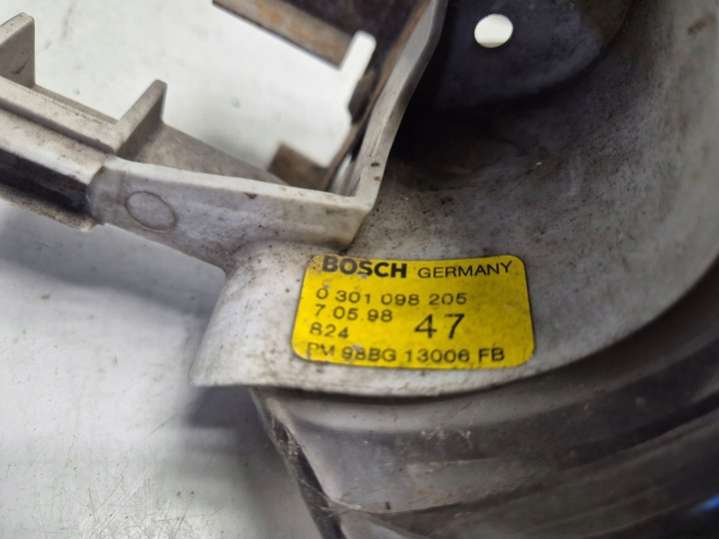 BOSCH GERMANY
0 301 098 205
7.05.98 47
824
PM 98BG 13006 FB